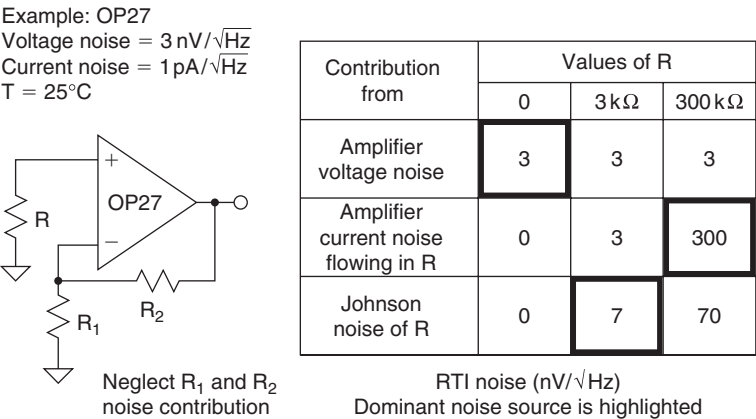 Example: OP27
Voltage noise = 3 nV/√Hz
Current noise = 1 pA/√Hz
T = 25°C
+
OP27
−
R
R₁
R₂
Neglect R₁ and R₂
noise contribution
Contribution
from
Values of R
0 3 kΩ 300 kΩ
Amplifier
voltage noise
3 3 3
Amplifier
current noise
flowing in R
0 3 300
Johnson
noise of R
0 7 70
RTI noise (nV/√Hz)
Dominant noise source is highlighted